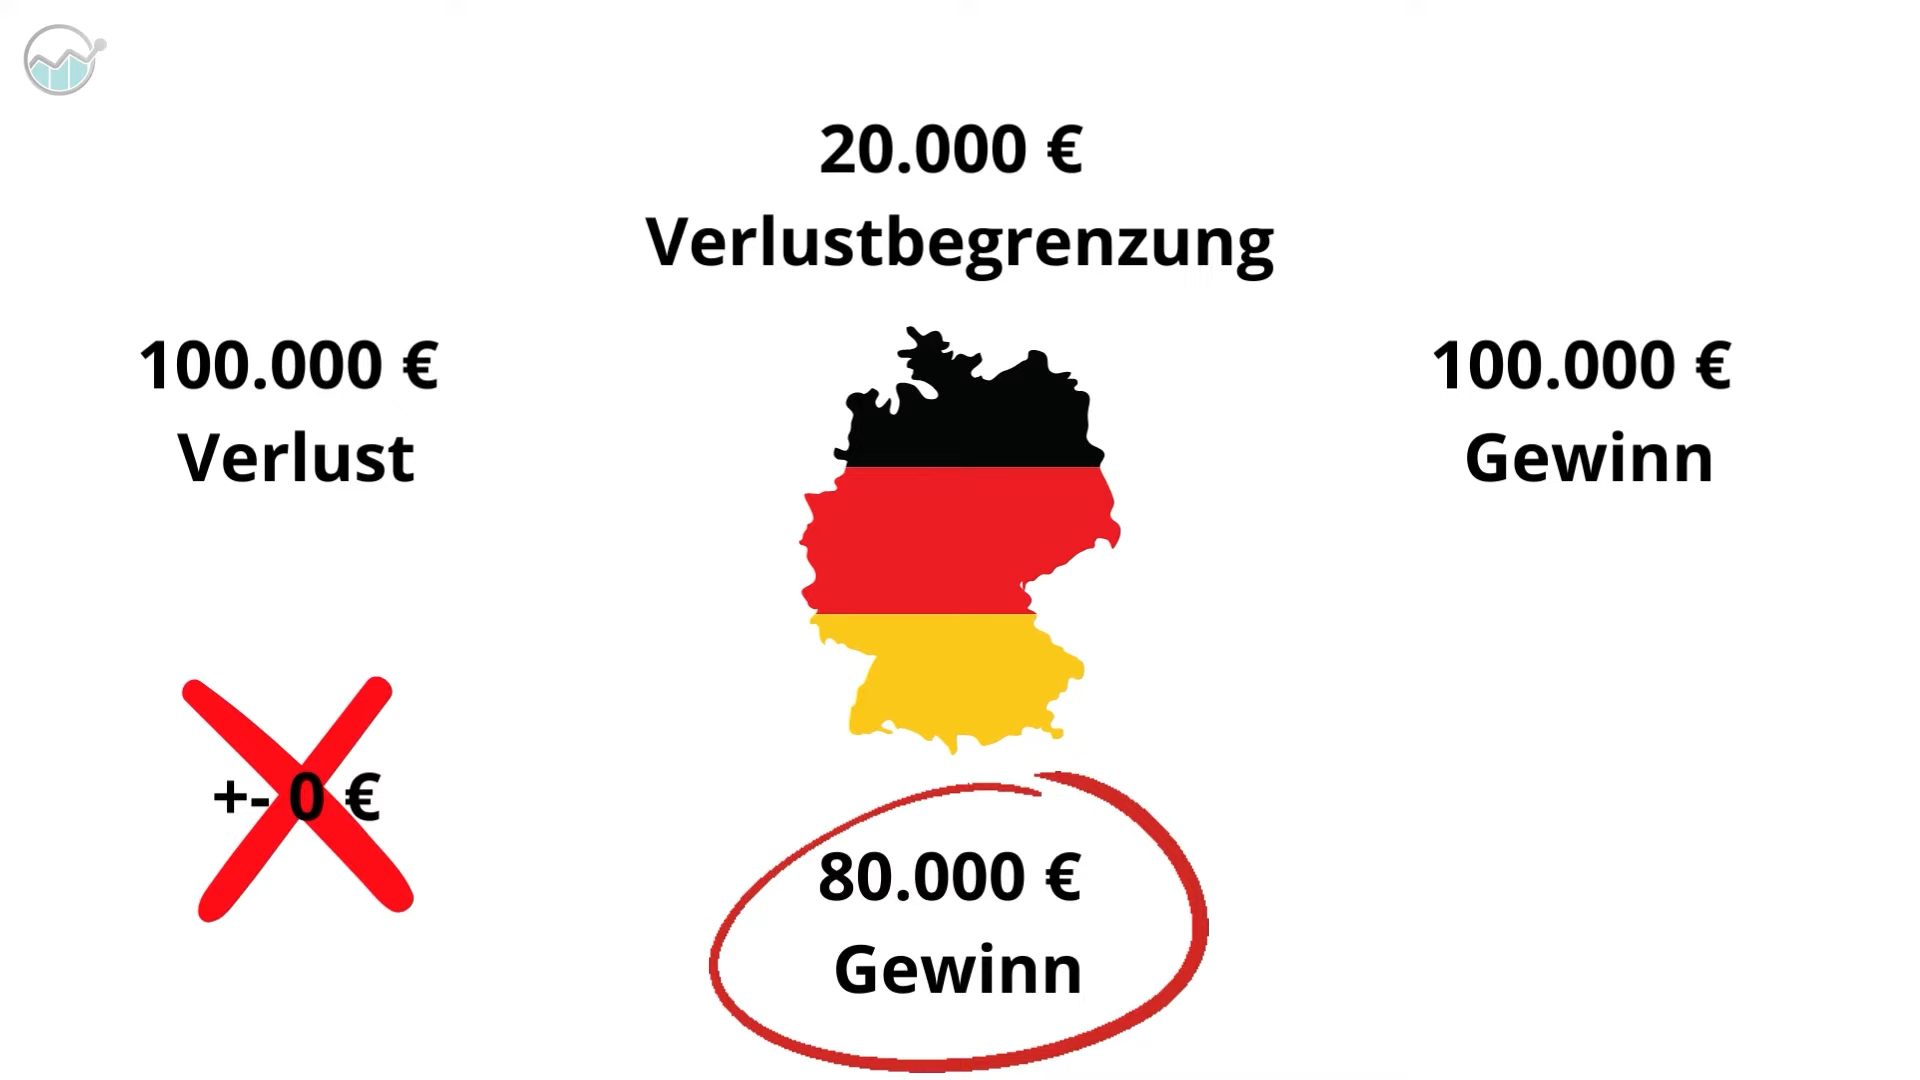 20.000 €
Verlustbegrenzung
100.000 €
Verlust
100.000 €
Gewinn
+- 0 €
80.000 €
Gewinn